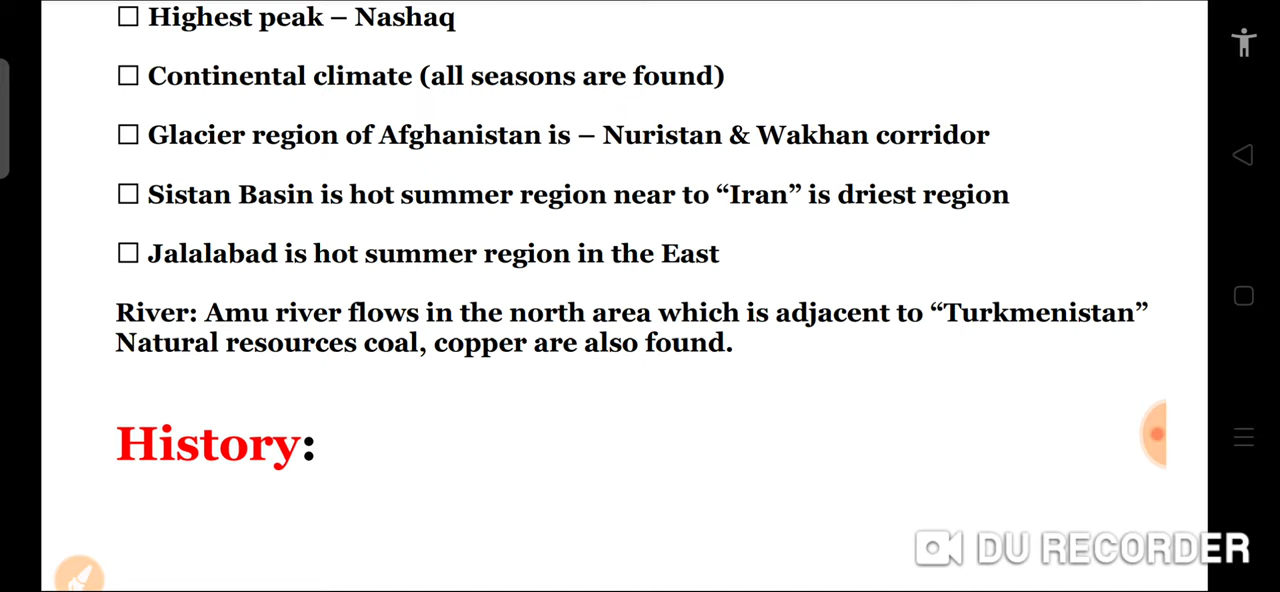 ☐ Highest peak – Nashaq
☐ Continental climate (all seasons are found)
☐ Glacier region of Afghanistan is – Nuristan & Wakhan corridor
☐ Sistan Basin is hot summer region near to “Iran” is driest region
☐ Jalalabad is hot summer region in the East
River: Amu river flows in the north area which is adjacent to “Turkmenistan”
Natural resources coal, copper are also found.
History:
DU RECORDER